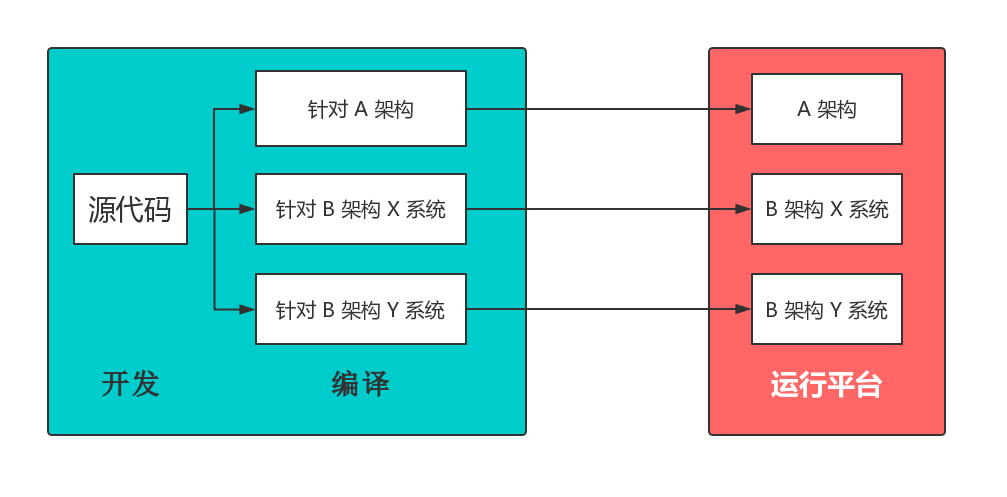 针对 A 架构
A 架构
源代码
针对 B 架构 X 系统
B 架构 X 系统
针对 B 架构 Y 系统
B 架构 Y 系统
开发
编译
运行平台